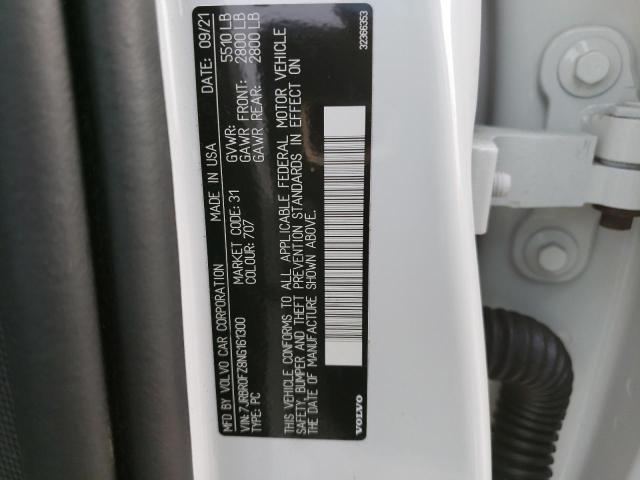 MFD BY VOLVO CAR CORPORATION MADE IN USA DATE: 09/21
VIN: 7JRBR0FZ8NG161300 MARKET CODE: 31 GVWR: 5510 LB
TYPE: PC COLOUR: 707 GAWR FRONT: 2800 LB
GAWR REAR: 2800 LB
THIS VEHICLE CONFORMS TO ALL APPLICABLE FEDERAL MOTOR VEHICLE
SAFETY, BUMPER AND THEFT PREVENTION STANDARDS IN EFFECT ON
THE DATE OF MANUFACTURE SHOWN ABOVE.
VOLVO 32366353